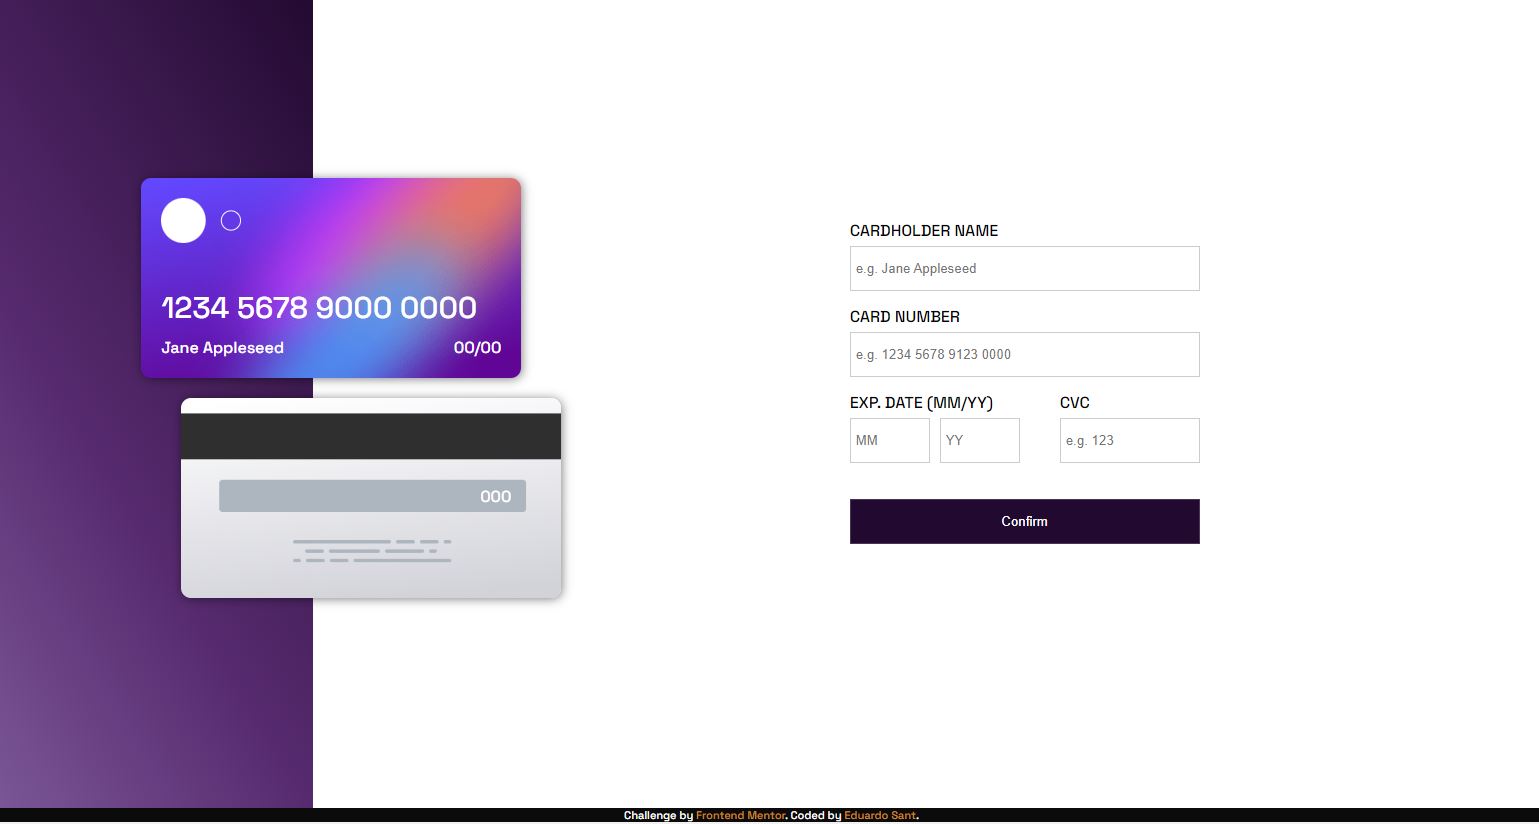 1234 5678 9000 0000
Jane Appleseed 00/00
000
CARDHOLDER NAME
e.g. Jane Appleseed
CARD NUMBER
e.g. 1234 5678 9123 0000
EXP. DATE (MM/YY) CVC
MM YY e.g. 123
Confirm
Challenge by Frontend Mentor. Coded by Eduardo Sant.